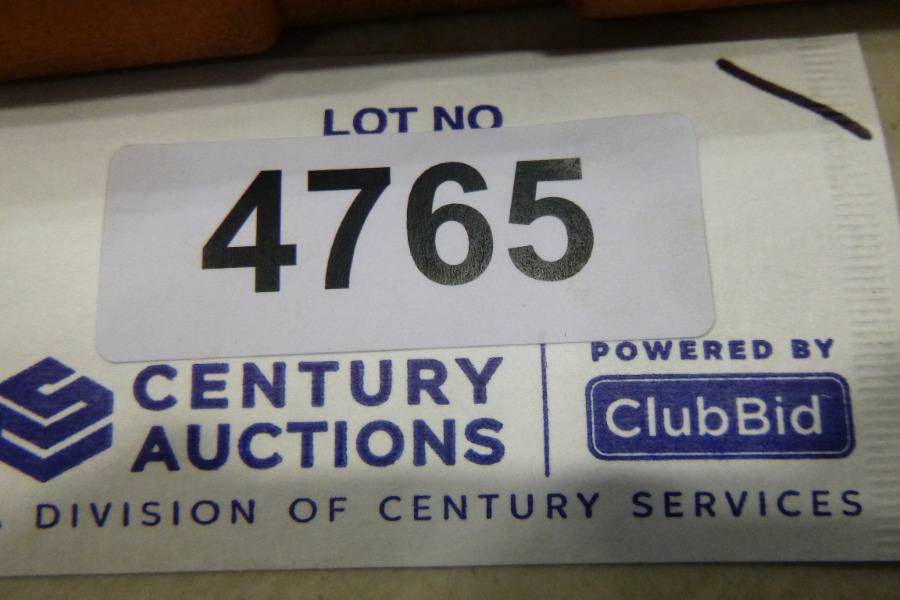 LOT NO
4765
CENTURY
AUCTIONS
POWERED BY
ClubBid
A DIVISION OF CENTURY SERVICES